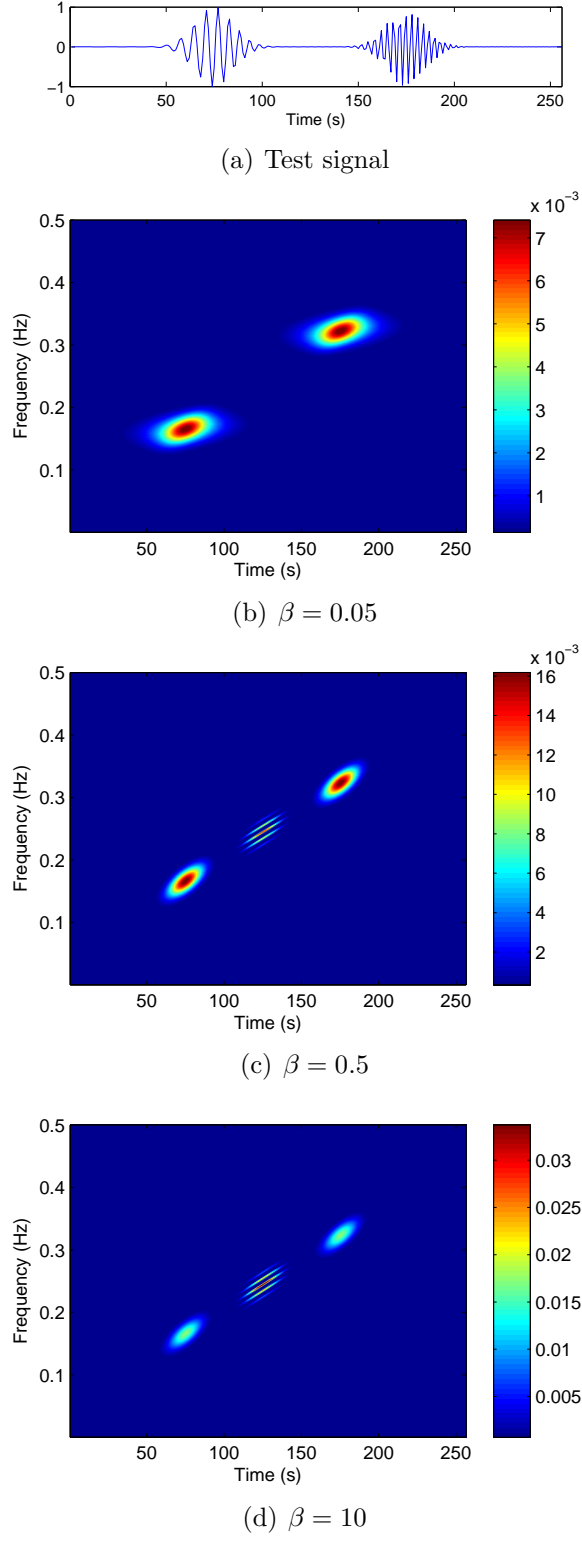 1
0
−1
0 50 100 150 200 250
Time (s)
(a) Test signal
x 10−3
0.5
0.4
0.3
0.2
0.1
Frequency (Hz)
50 100 150 200 250
Time (s)
7
6
5
4
3
2
1
(b) β = 0.05
x 10−3
0.5
0.4
0.3
0.2
0.1
Frequency (Hz)
50 100 150 200 250
Time (s)
16
14
12
10
8
6
4
2
(c) β = 0.5
0.5
0.4
0.3
0.2
0.1
Frequency (Hz)
50 100 150 200 250
Time (s)
0.03
0.025
0.02
0.015
0.01
0.005
(d) β = 10